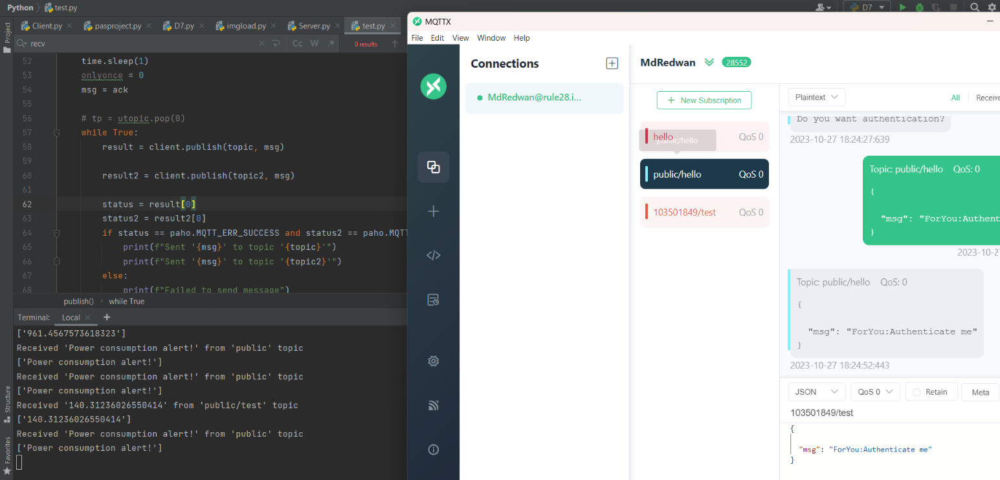 Python
test.py
D7
Project
Client.py
pasproject.py
D7.py
imgload.py
Server.py
test.py
recv
Cc
W
.*
0 results
52 time.sleep(1)
53 onlyonce = 0
54 msg = ack
55
56 # tp = utopic.pop(0)
57 while True:
58 result = client.publish(topic, msg)
59
60 result2 = client.publish(topic2, msg)
61
62 status = result[0]
63 status2 = result2[0]
64 if status == paho.MQTT_ERR_SUCCESS and status2 == paho.MQTT
65 print(f"Sent '{msg}' to topic '{topic}'")
66 print(f"Sent '{msg}' to topic '{topic2}'")
67 else:
68 print(f"Failed to send message")
publish()
while True
Terminal:
Local
+
['961.4567573618323']
Received 'Power consumption alert!' from 'public' topic
['Power consumption alert!']
Received 'Power consumption alert!' from 'public' topic
['Power consumption alert!']
Received '140.31236026550414' from 'public/test' topic
['140.31236026550414']
Received 'Power consumption alert!' from 'public' topic
['Power consumption alert!']
Structure
Favorites
MQTTX
File Edit View Window Help
Connections
MdRedwan@rule28.i...
MdRedwan
28552
+ New Subscription
hello
QoS 0
public/hello
public/hello
QoS 0
103501849/test
QoS 0
Plaintext
All
Receive
Do you want authentication?
2023-10-27 18:24:27:639
Topic: public/hello QoS: 0
{
"msg": "ForYou:Authent
}
2023-10-27
Topic: public/hello QoS: 0
{
"msg": "ForYou:Authenticate me"
}
2023-10-27 18:24:52:443
JSON
QoS 0
Retain
Meta
103501849/test
{
"msg": "ForYou:Authenticate me"
}